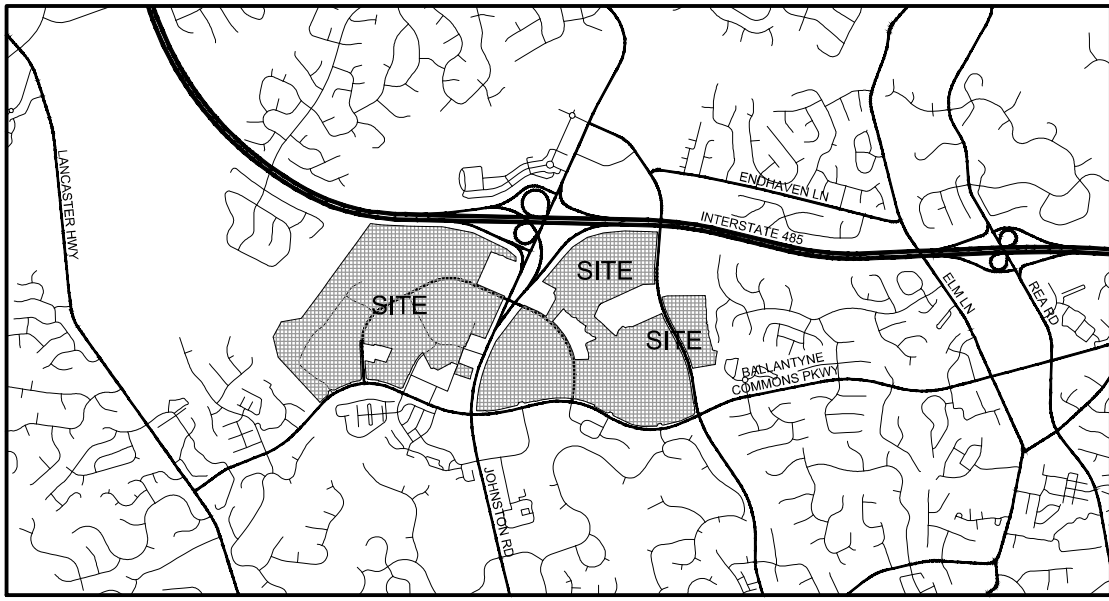 LANCASTER HWY
ENDHAVEN LN
INTERSTATE 485
SITE
SITE
SITE
ELM LN
REA RD
BALLANTYNE
COMMONS PKWY
JOHNSTON RD